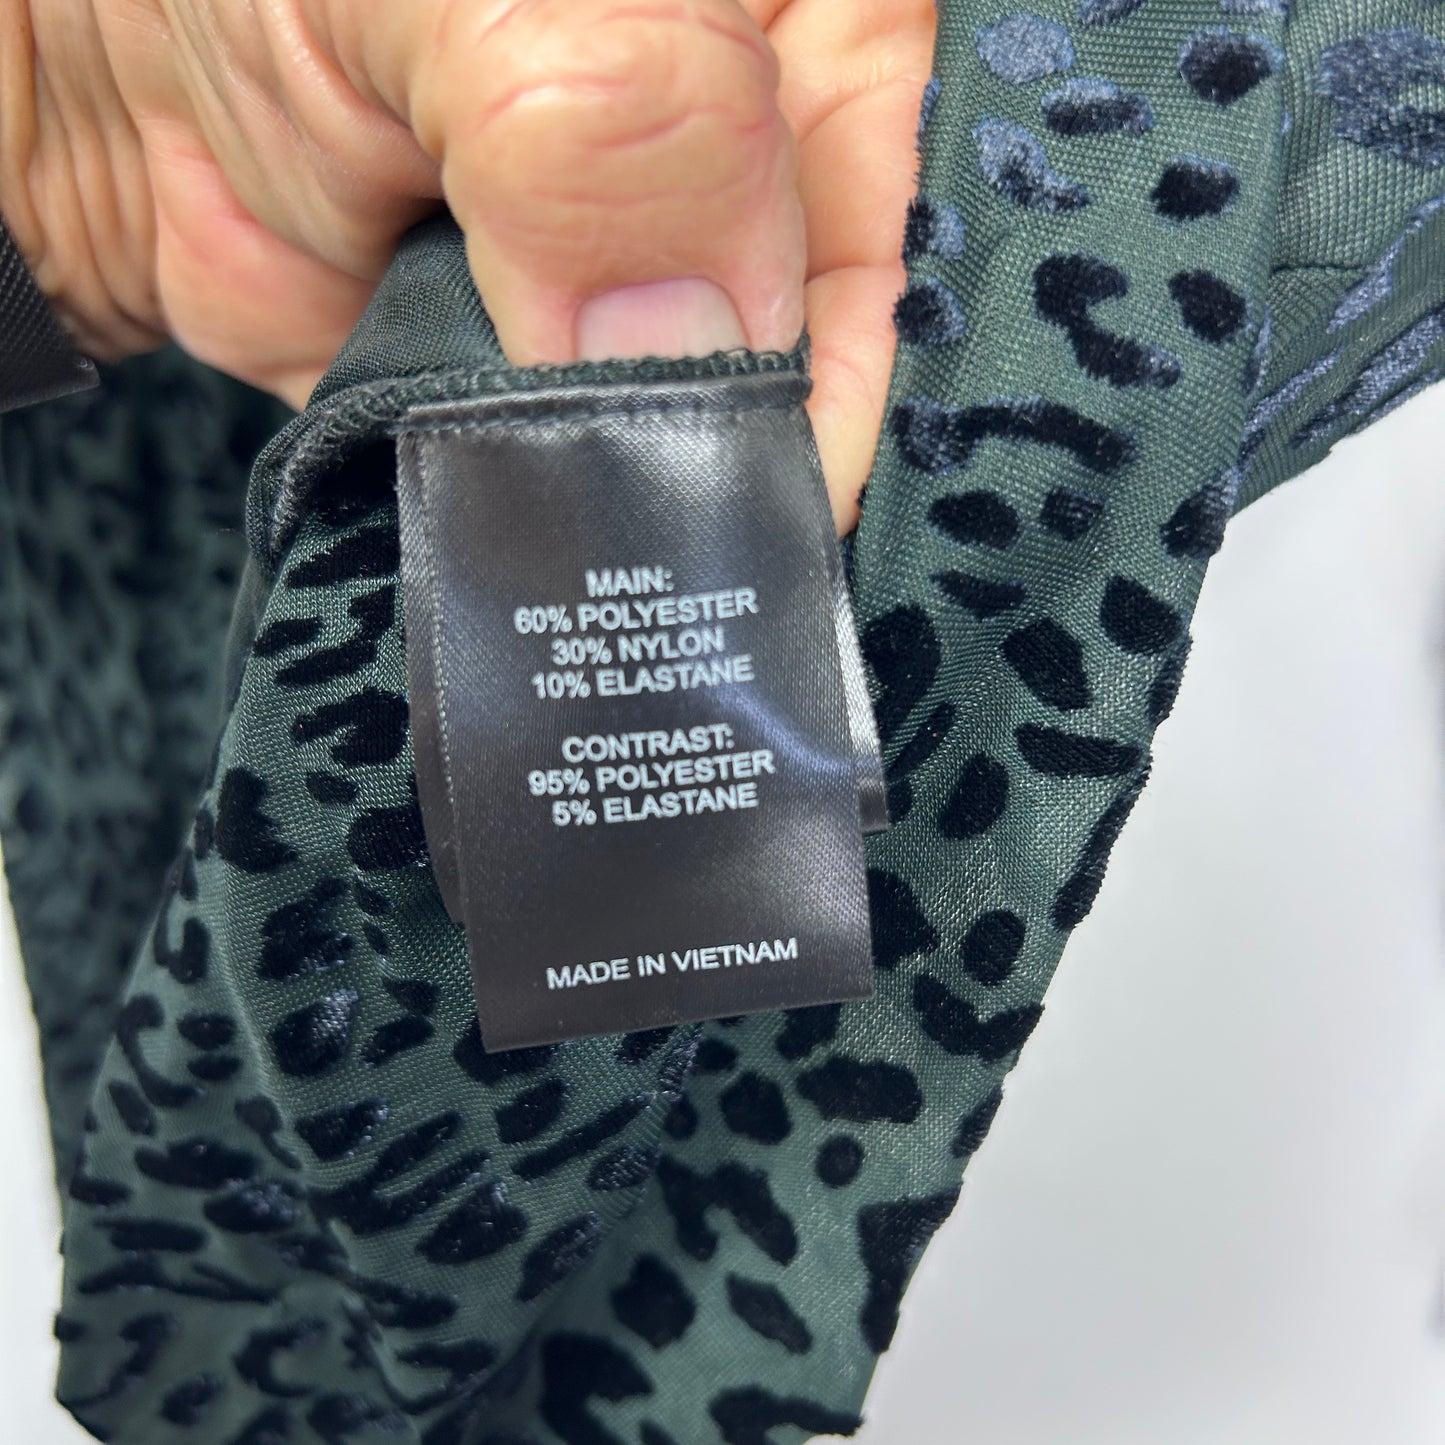 MAIN:
60% POLYESTER
30% NYLON
10% ELASTANE
CONTRAST:
95% POLYESTER
5% ELASTANE
MADE IN VIETNAM